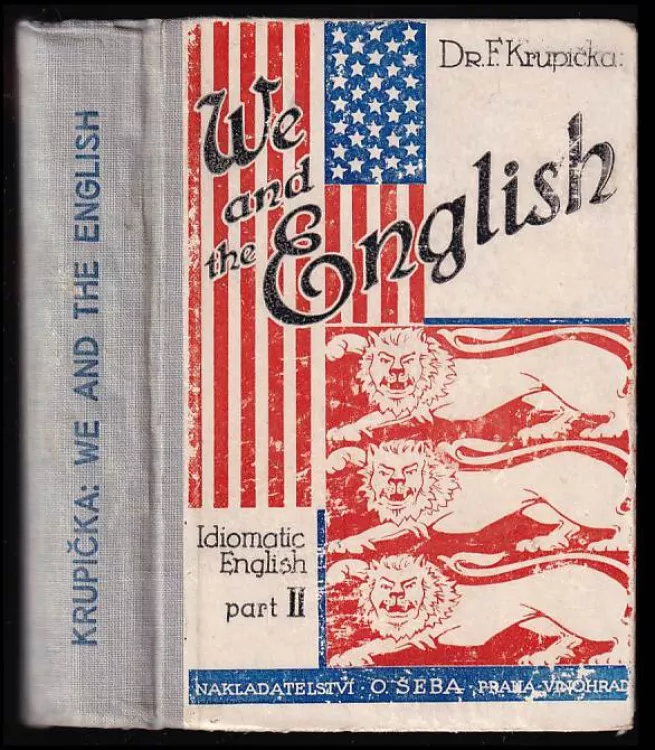 KRUPIČKA: WE AND THE ENGLISH
DR. F. Krupička:
We
and
the English
Idiomatic
English
part II
NAKLADATELSTVÍ · O. ŠEBA, PRAHA-VINOHRAD